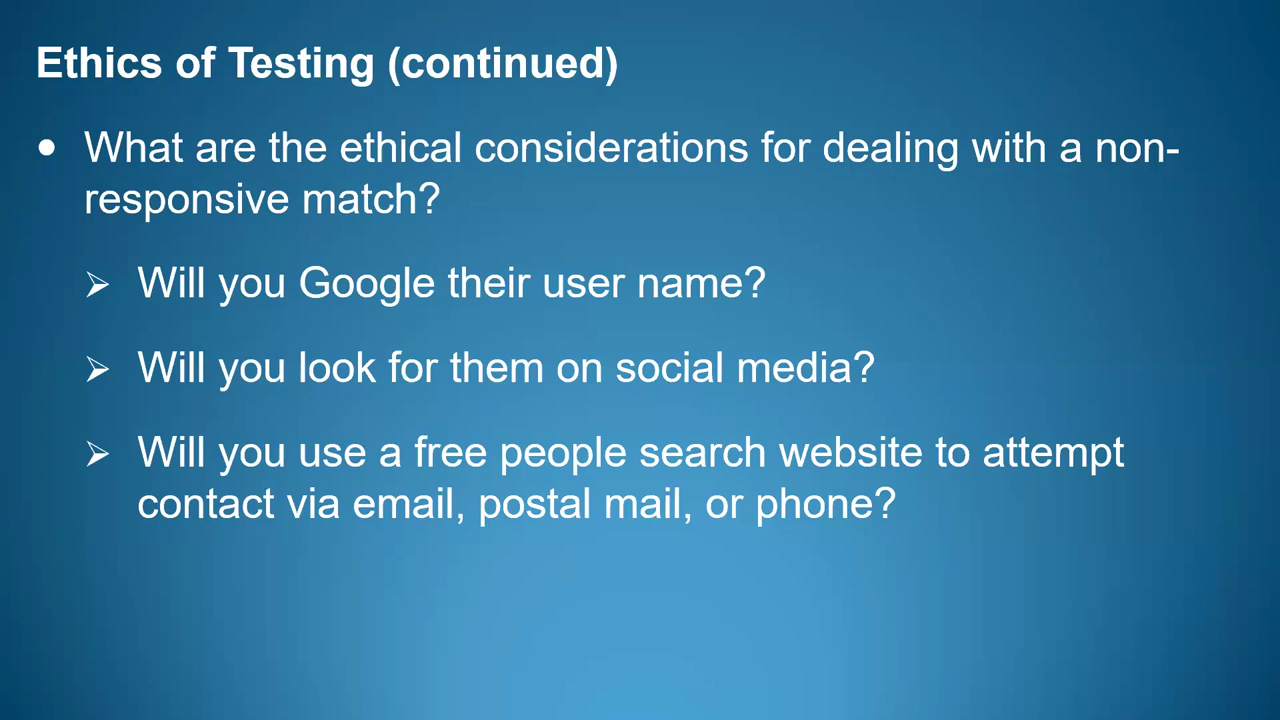 Ethics of Testing (continued)
• What are the ethical considerations for dealing with a non-
responsive match?
➢ Will you Google their user name?
➢ Will you look for them on social media?
➢ Will you use a free people search website to attempt
contact via email, postal mail, or phone?